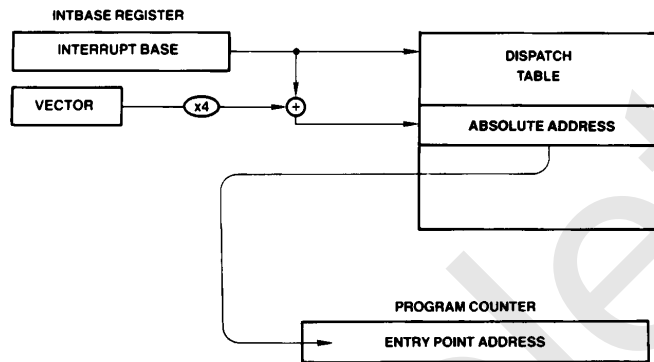 INTBASE REGISTER
INTERRUPT BASE
VECTOR
x4
+
DISPATCH
TABLE
ABSOLUTE ADDRESS
PROGRAM COUNTER
ENTRY POINT ADDRESS